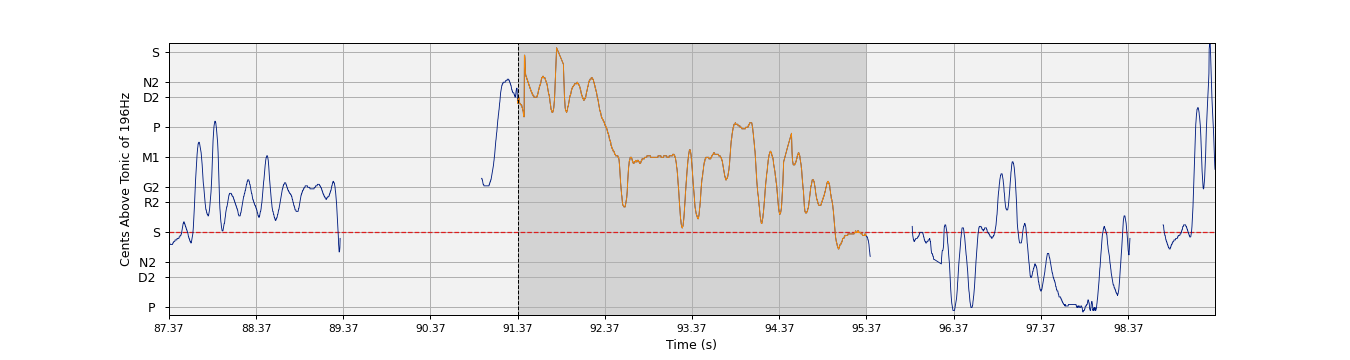 Cents Above Tonic of 196Hz
S
N2
D2
P
M1
G2
R2
S
N2
D2
P
87.37 88.37 89.37 90.37 91.37 92.37 93.37 94.37 95.37 96.37 97.37 98.37
Time (s)